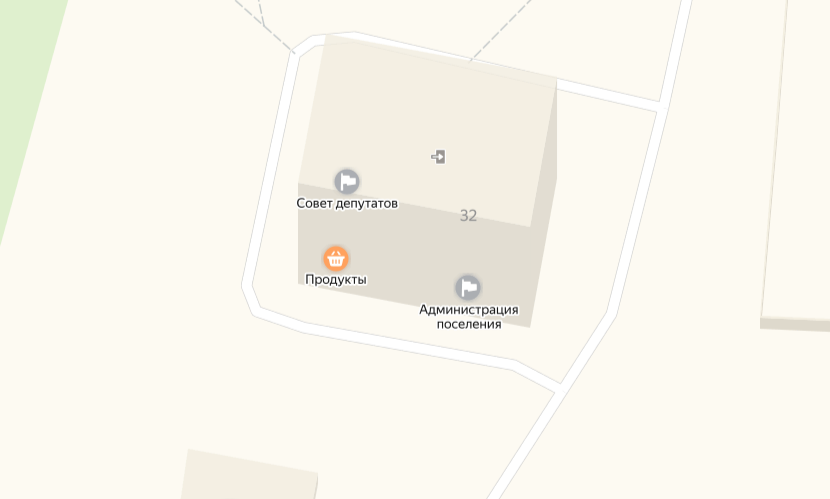 Совет депутатов
32
Продукты
Администрация
поселения